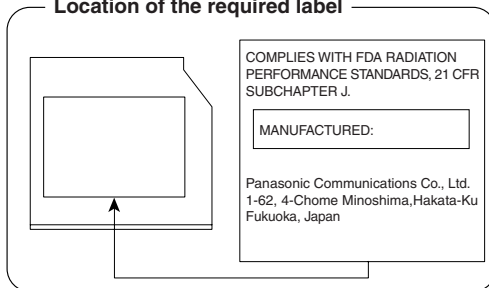 Location of the required label
COMPLIES WITH FDA RADIATION
PERFORMANCE STANDARDS, 21 CFR
SUBCHAPTER J.
MANUFACTURED:
Panasonic Communications Co., Ltd.
1-62, 4-Chome Minoshima,Hakata-Ku
Fukuoka, Japan